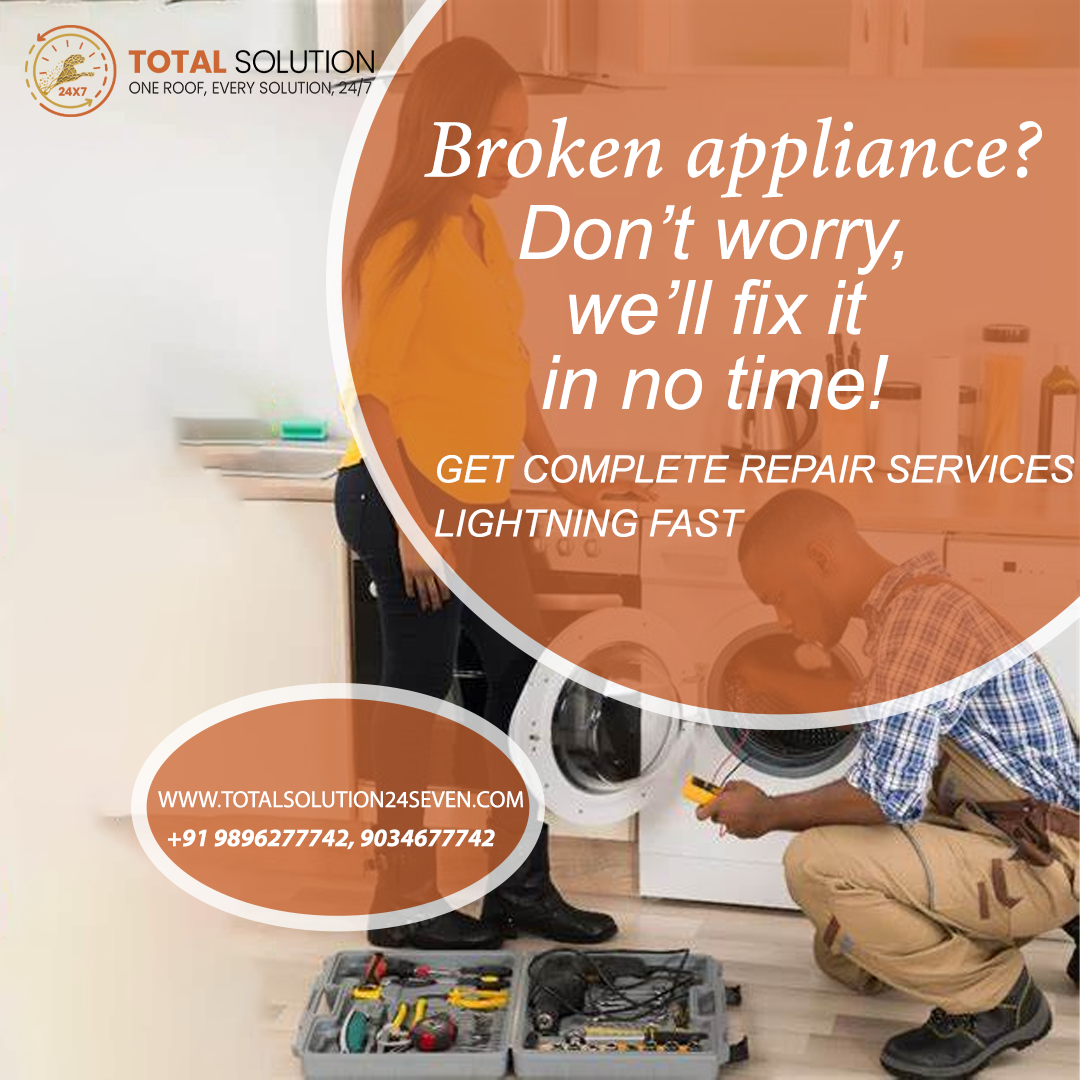 TOTAL SOLUTION
ONE ROOF, EVERY SOLUTION, 24/7
24X7
Broken appliance?
Don't worry,
we'll fix it
in no time!
GET COMPLETE REPAIR SERVICES
LIGHTNING FAST
WWW.TOTALSOLUTION24SEVEN.COM
+91 9896277742, 9034677742